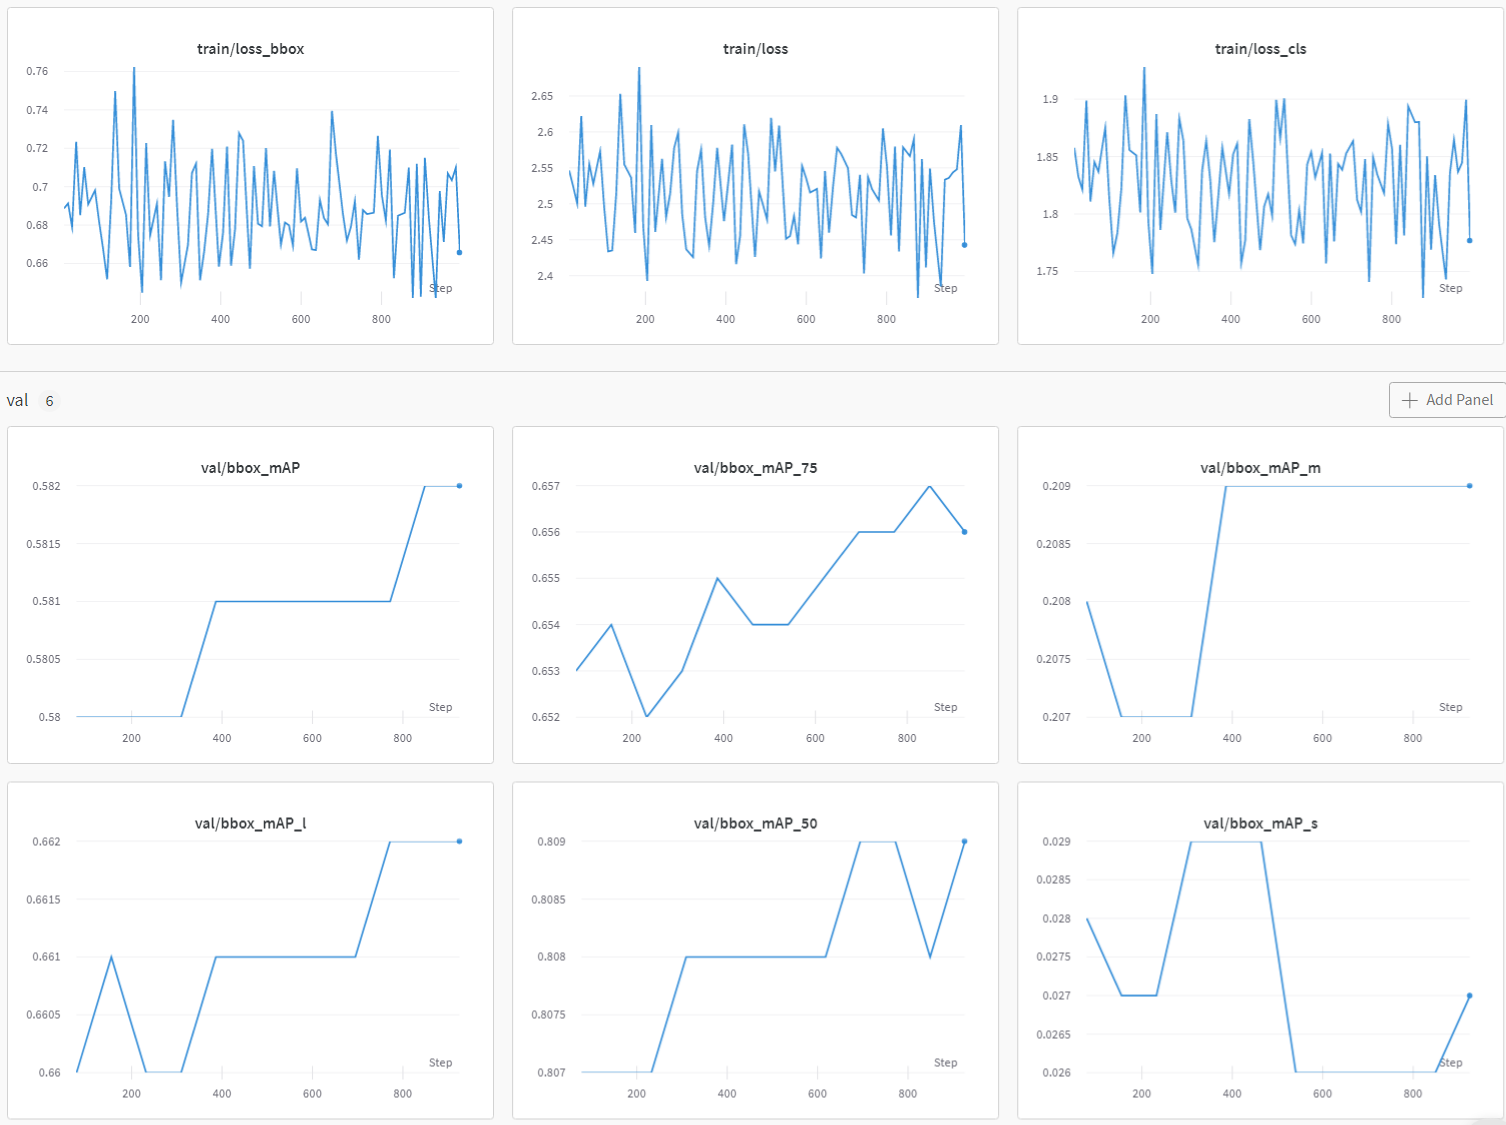 train/loss_bbox
0.76
0.74
0.72
0.7
0.68
0.66
Step
200 400 600 800
train/loss
2.65
2.6
2.55
2.5
2.45
2.4
Step
200 400 600 800
train/loss_cls
1.9
1.85
1.8
1.75
Step
200 400 600 800
val 6
Add Panel
val/bbox_mAP
0.582
0.5815
0.581
0.5805
0.58
Step
200 400 600 800
val/bbox_mAP_75
0.657
0.656
0.655
0.654
0.653
0.652
Step
200 400 600 800
val/bbox_mAP_m
0.209
0.2085
0.208
0.2075
0.207
Step
200 400 600 800
val/bbox_mAP_l
0.662
0.6615
0.661
0.6605
0.66
Step
200 400 600 800
val/bbox_mAP_50
0.809
0.8085
0.808
0.8075
0.807
Step
200 400 600 800
val/bbox_mAP_s
0.029
0.0285
0.028
0.0275
0.027
0.0265
0.026
Step
200 400 600 800